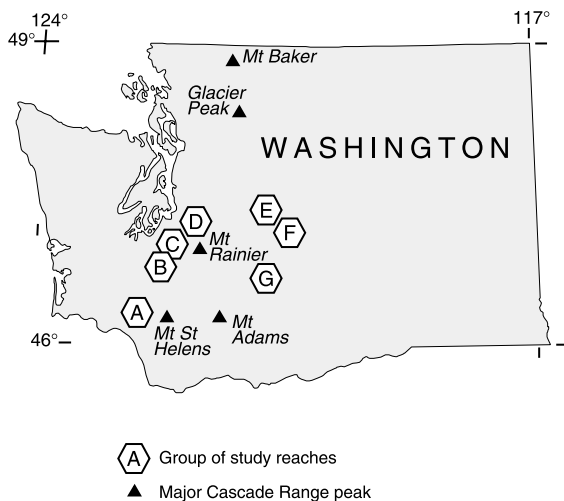 124°
117°
49°
Mt Baker
Glacier
Peak
WASHINGTON
E
D
F
C
Mt
Rainier
B
G
A
Mt St
Helens
Mt
Adams
46°
A Group of study reaches
Major Cascade Range peak